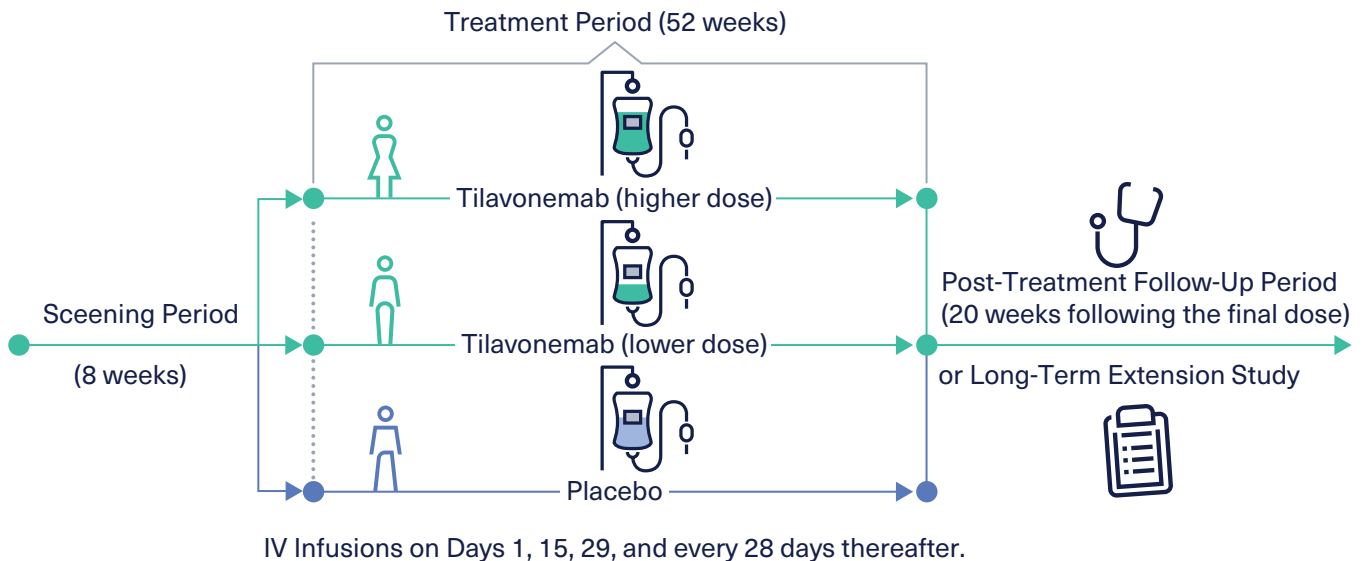 Treatment Period (52 weeks)
Tilavonemab (higher dose)
Sceening Period
(8 weeks)
Tilavonemab (lower dose)
Post-Treatment Follow-Up Period
(20 weeks following the final dose)
or Long-Term Extension Study
Placebo
IV Infusions on Days 1, 15, 29, and every 28 days thereafter.